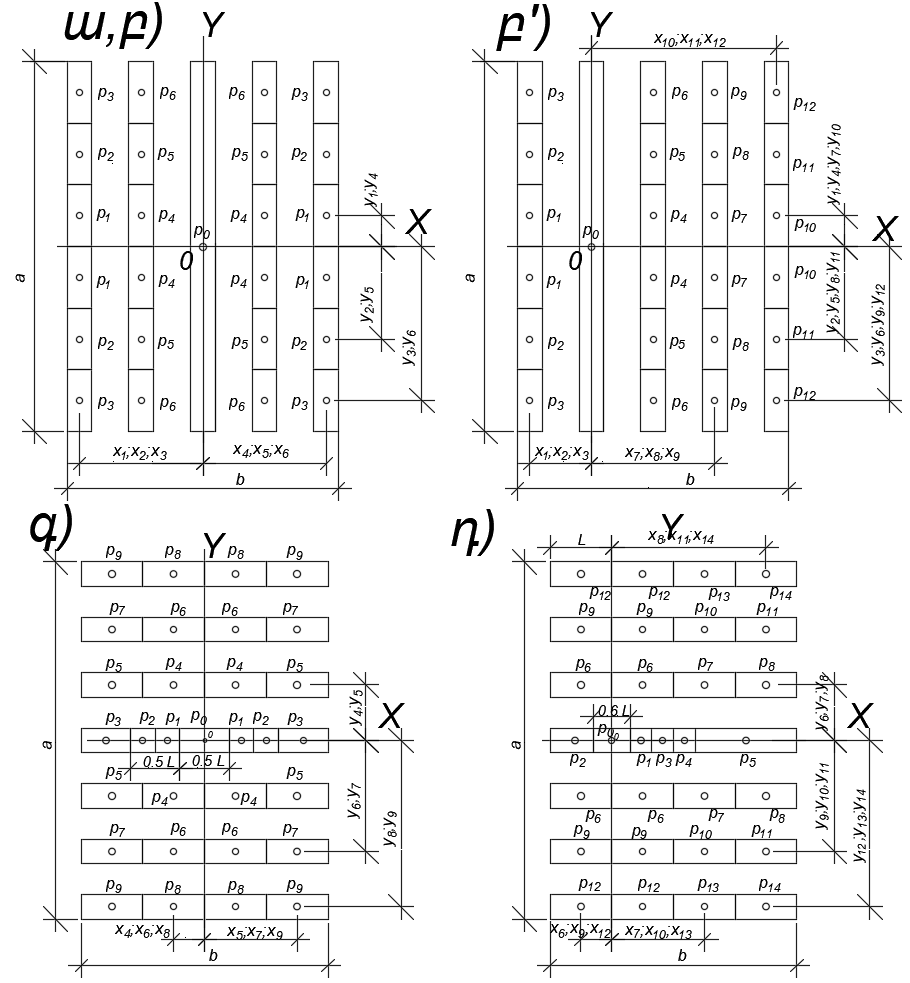 ա,բ) Y
p₃ p₆ p₆ p₃
p₂ p₅ p₅ p₂
p₁ p₄ p₀ p₄ p₁ y₁;y₄ X
a 0
p₁ p₄ p₄ p₁
p₂ p₅ p₅ p₂ y₂;y₅
p₃ p₆ p₆ p₃ y₃;y₆
x₁;x₂;x₃ x₄;x₅;x₆
b
բ') Y x₁₀;x₁₁;x₁₂
p₃ p₆ p₉ p₁₂
p₂ p₅ p₈ p₁₁
p₁ p₀ p₄ p₇ p₁₀ y₁;y₄;y₇;y₁₀ X
a 0
p₁ p₄ p₇ p₁₀
p₂ p₅ p₈ p₁₁ y₂;y₅;y₈;y₁₁
p₃ p₆ p₉ p₁₂ y₃;y₆;y₉;y₁₂
x₁;x₂;x₃ x₇;x₈;x₉
b
գ) Y
p₉ p₈ p₈ p₉
p₇ p₆ p₆ p₇
p₅ p₄ p₄ p₅
p₃ p₂ p₁ p₀ p₁ p₂ p₃ y₄;y₅ X
a 0
0.5 L 0.5 L
p₅ p₄ p₄ p₅
p₇ p₆ p₆ p₇ y₆;y₇
p₉ p₈ p₈ p₉ y₈;y₉
x₄;x₆;x₈ x₅;x₇;x₉
b
դ) Y
L x₈;x₁₁;x₁₄
p₁₂ p₁₂ p₁₃ p₁₄
p₉ p₉ p₁₀ p₁₁
p₆ p₆ p₇ p₈
0.6 L y₆;y₇;y₈ X
a p₀ 0
p₂ p₁ p₃ p₄ p₅
p₆ p₆ p₇ p₈
p₉ p₉ p₁₀ p₁₁ y₉;y₁₀;y₁₁
p₁₂ p₁₂ p₁₃ p₁₄ y₁₂;y₁₃;y₁₄
x₆;x₉;x₁₂ x₇;x₁₀;x₁₃
b